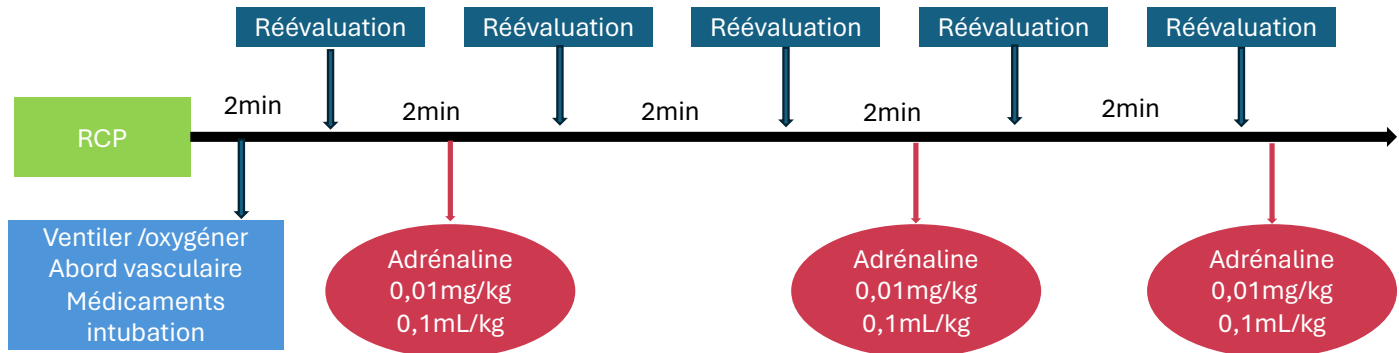 Réévaluation
Réévaluation
Réévaluation
Réévaluation
Réévaluation
2min
2min
2min
2min
2min
RCP
Ventiler /oxygéner
Abord vasculaire
Médicaments
intubation
Adrénaline
0,01mg/kg
0,1mL/kg
Adrénaline
0,01mg/kg
0,1mL/kg
Adrénaline
0,01mg/kg
0,1mL/kg